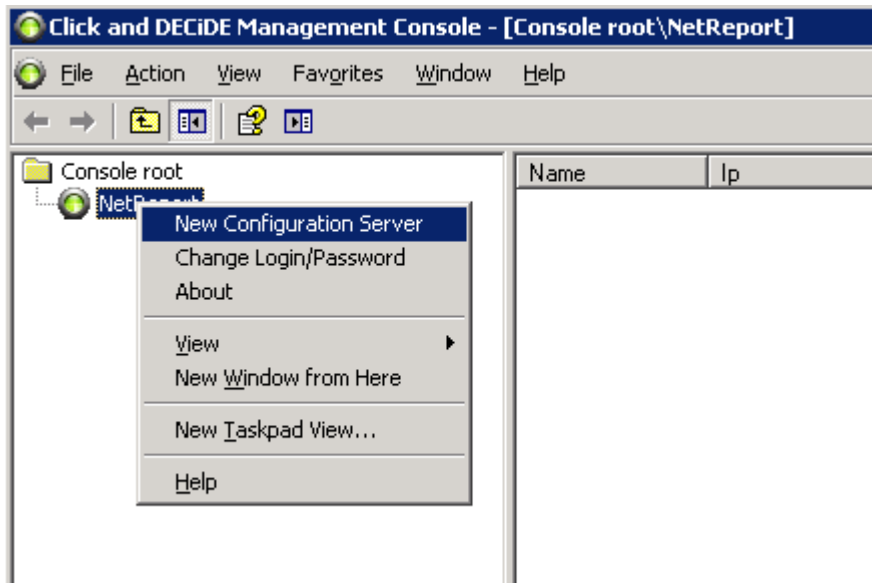 Click and DECiDE Management Console - [Console root\NetReport]
File Action View Favorites Window Help
Console root
Name Ip
NetReport
New Configuration Server
Change Login/Password
About
View
New Window from Here
New Taskpad View...
Help